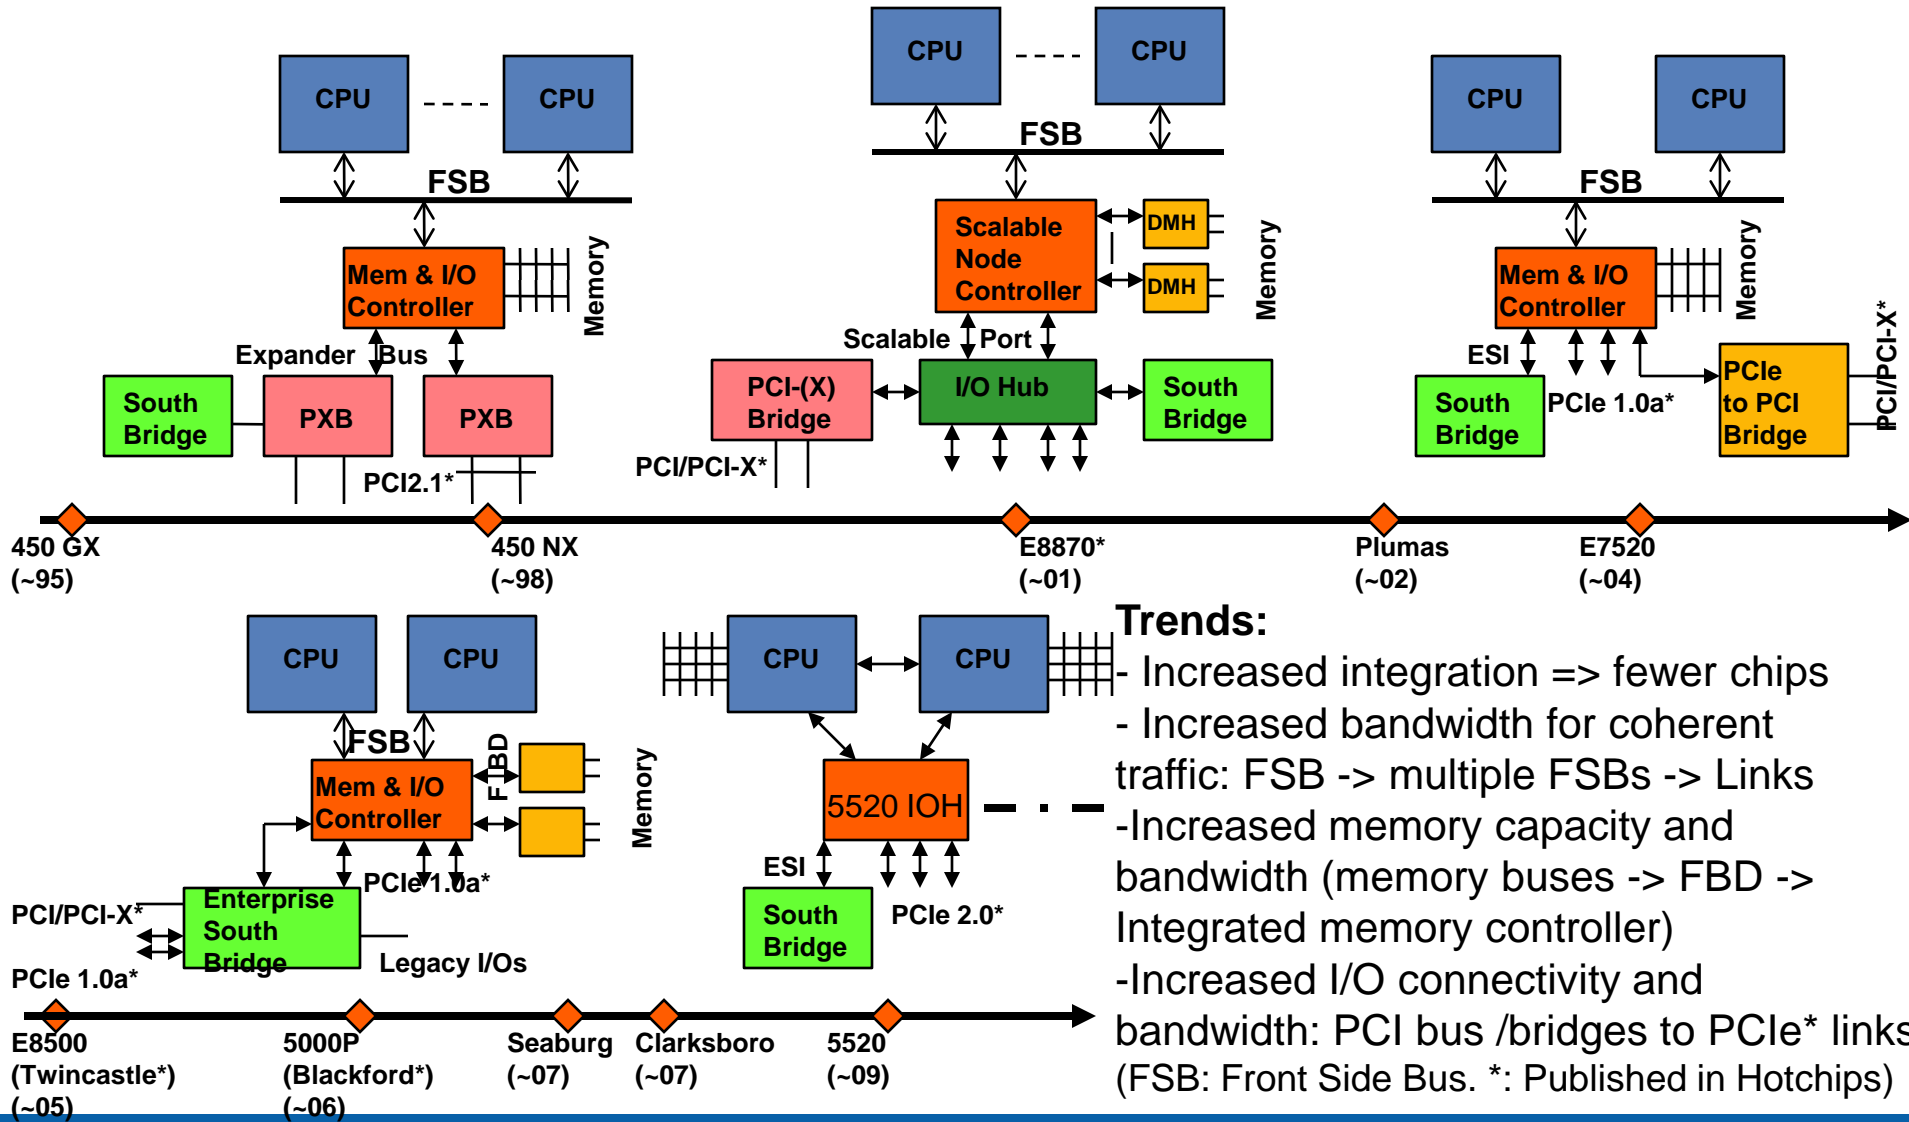 CPU
CPU
FSB
Mem & I/O
Controller
Memory
Expander Bus
South
Bridge
PXB
PXB
PCI2.1*
CPU
CPU
FSB
Scalable
Node
Controller
DMH
DMH
Memory
Scalable Port
PCI-(X)
Bridge
I/O Hub
South
Bridge
PCI/PCI-X*
CPU
CPU
FSB
Mem & I/O
Controller
Memory
ESI
South
Bridge
PCIe 1.0a*
PCIe
to PCI
Bridge
PCI/PCI-X*
450 GX
(~95)
450 NX
(~98)
E8870*
(~01)
Plumas
(~02)
E7520
(~04)
CPU
CPU
FSB
Mem & I/O
Controller
FBD
Memory
PCIe 1.0a*
Enterprise
South
Bridge
PCI/PCI-X*
PCIe 1.0a*
Legacy I/Os
CPU
CPU
5520 IOH
ESI
South
Bridge
PCIe 2.0*
E8500
(Twincastle*)
(~05)
5000P
(Blackford*)
(~06)
Seaburg
(~07)
Clarksboro
(~07)
5520
(~09)
Trends:
- Increased integration => fewer chips
- Increased bandwidth for coherent
traffic: FSB -> multiple FSBs -> Links
-Increased memory capacity and
bandwidth (memory buses -> FBD ->
Integrated memory controller)
-Increased I/O connectivity and
bandwidth: PCI bus /bridges to PCIe* links
(FSB: Front Side Bus. *: Published in Hotchips)